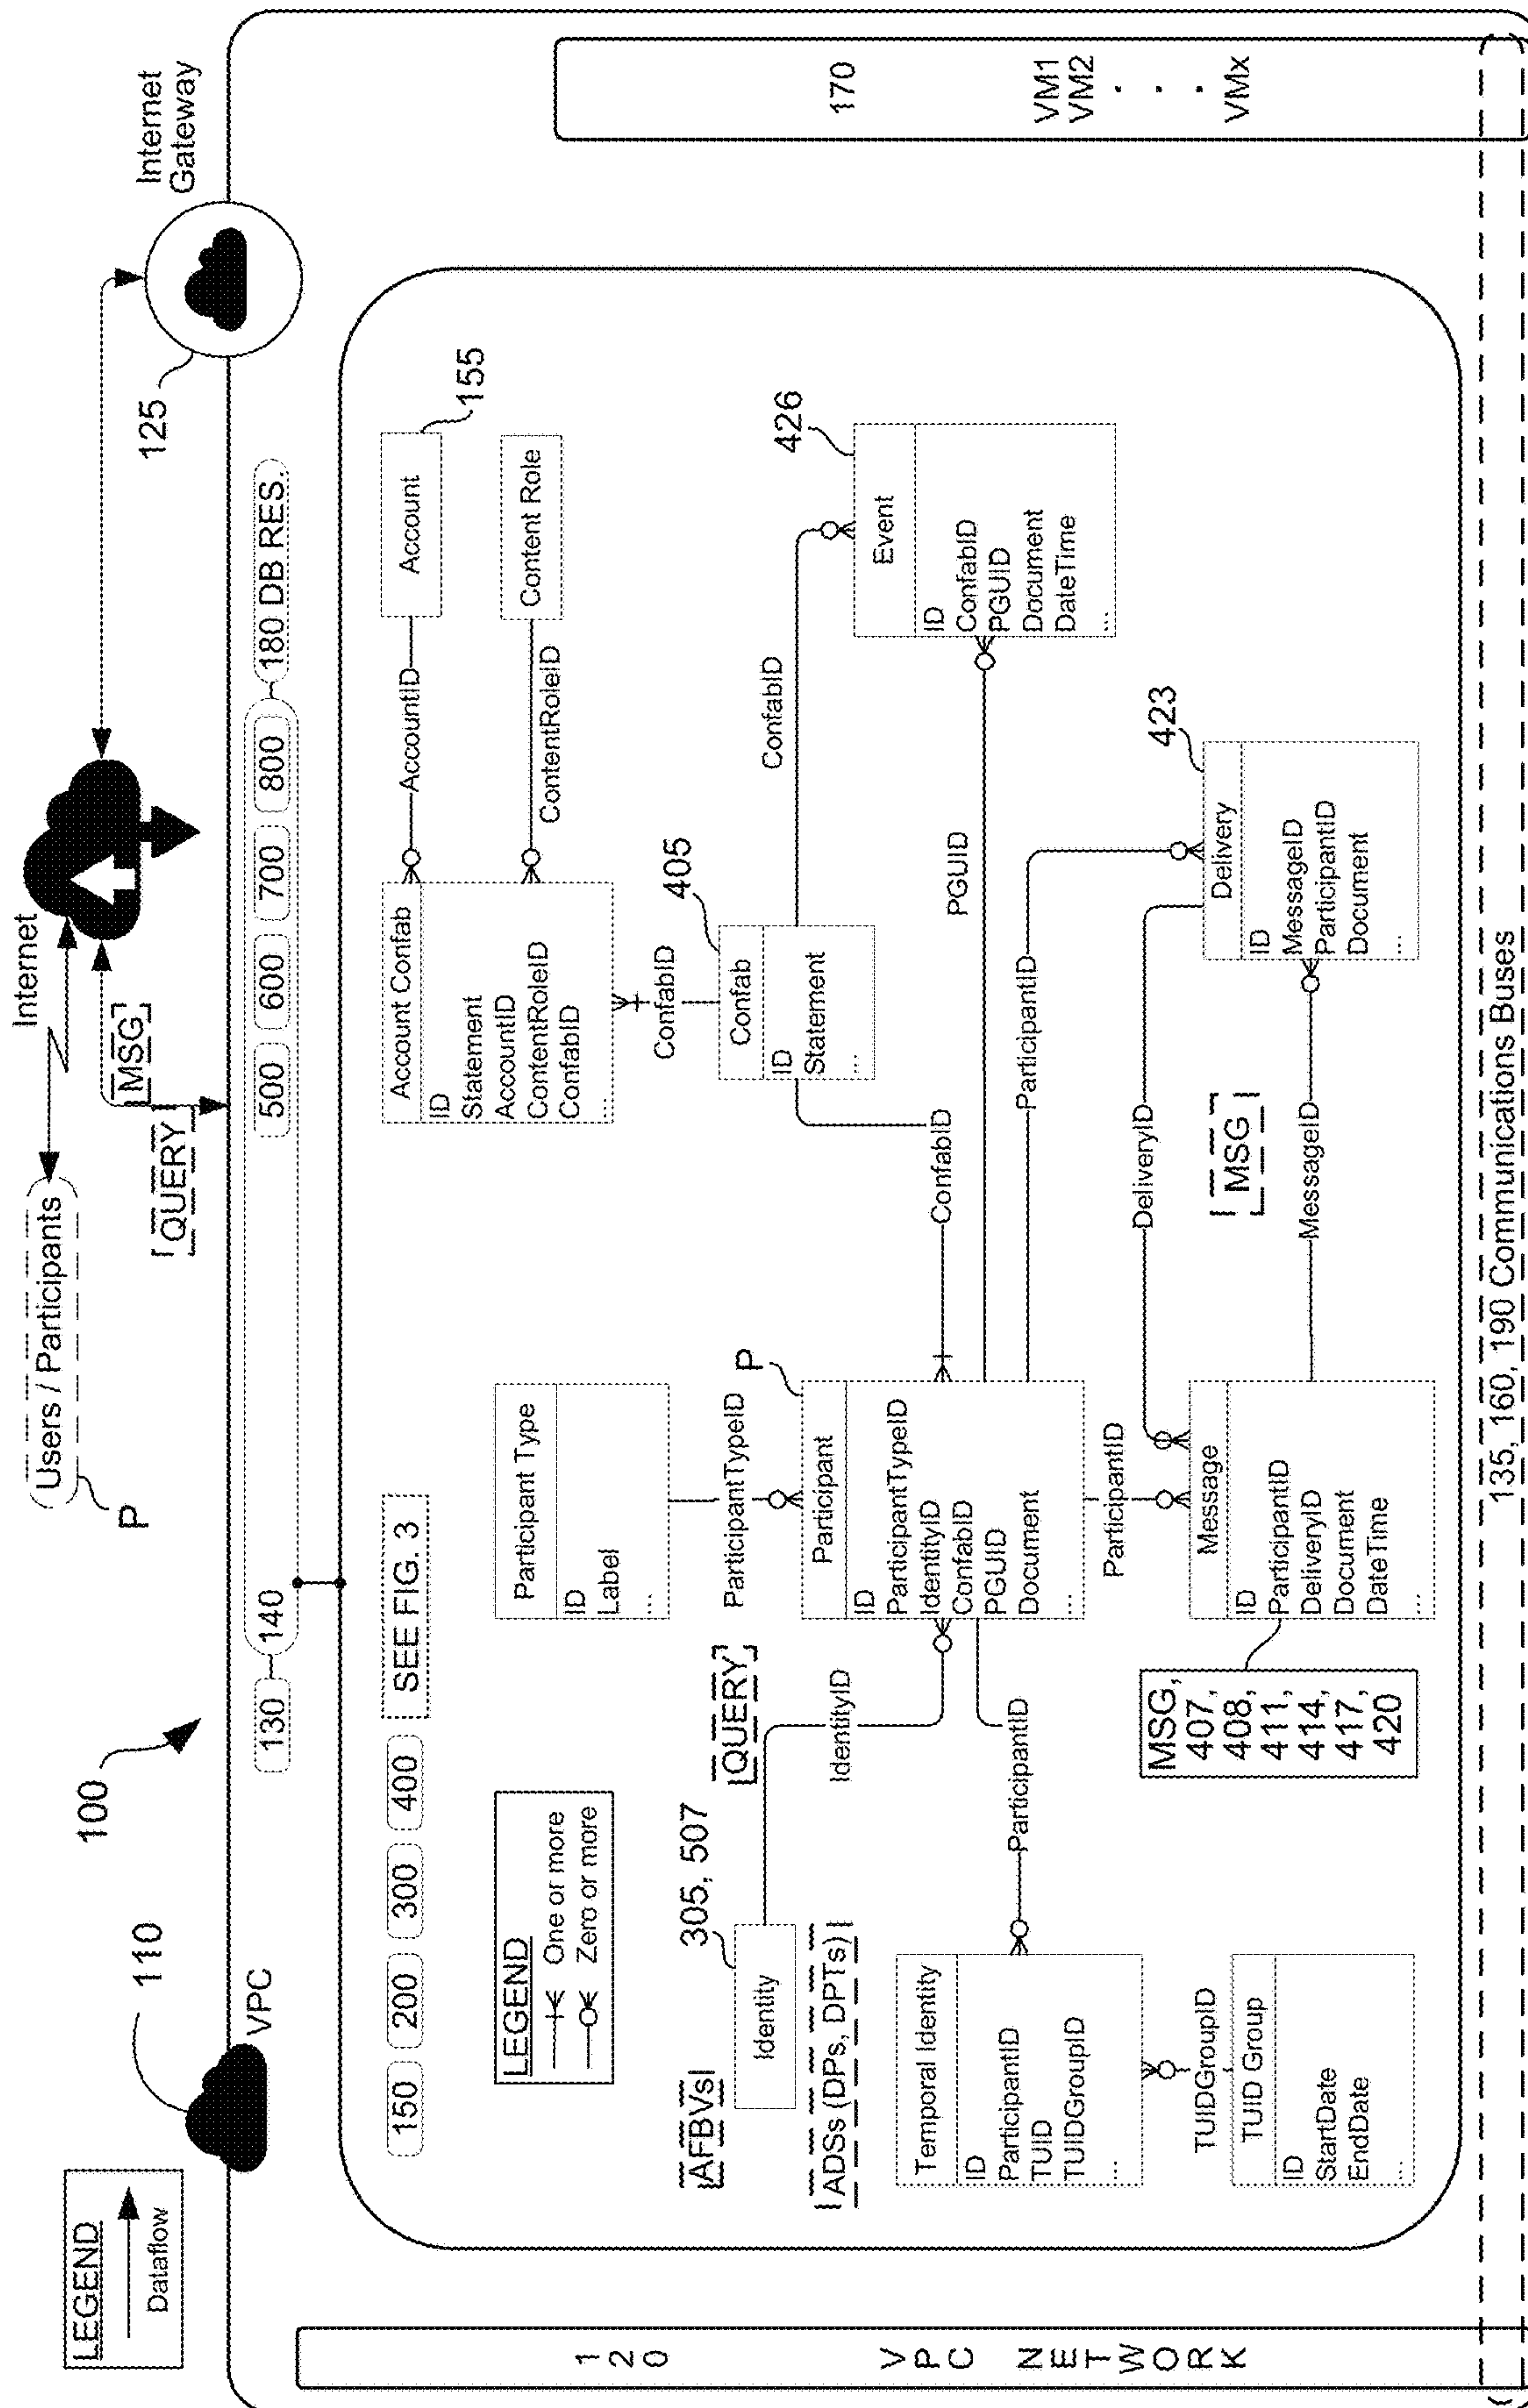 LEGEND
Dataflow
110
VPC
100
Users / Participants
P
Internet
[MSG]
[QUERY]
Internet
Gateway
125
130
140
500
600
700
800
180 DB RES.
1
2
0
V
P
C
N
E
T
W
O
R
K
150
200
300
400
SEE FIG. 3
LEGEND
One or more
Zero or more
|AFBVs|
305, 507
Identity
|ADSs (DPs, DPTs)|
[QUERY]
IdentityID
Participant Type
ID
Label
...
ParticipantTypeID
P
Participant
ID
ParticipantTypeID
IdentityID
ConfabID
PGUID
Document
...
ParticipantID
Temporal Identity
ID
ParticipantID
TUID
TUIDGroupID
...
TUIDGroupID
TUID Group
ID
StartDate
EndDate
...
ParticipantID
Message
ID
ParticipantID
DeliveryID
Document
DateTime
...
MSG,
407,
408,
411,
414,
417,
420
Account Confab
ID
Statement
AccountID
ContentRoleID
ConfabID
...
AccountID
Account
155
ContentRoleID
Content Role
ConfabID
405
Confab
ID
Statement
...
ConfabID
ConfabID
426
Event
ID
ConfabID
PGUID
Document
DateTime
...
PGUID
ParticipantID
423
Delivery
ID
MessageID
ParticipantID
Document
...
DeliveryID
[MSG]
MessageID
170
VM1
VM2
.
.
.
VMx
135, 160, 190 Communications Buses